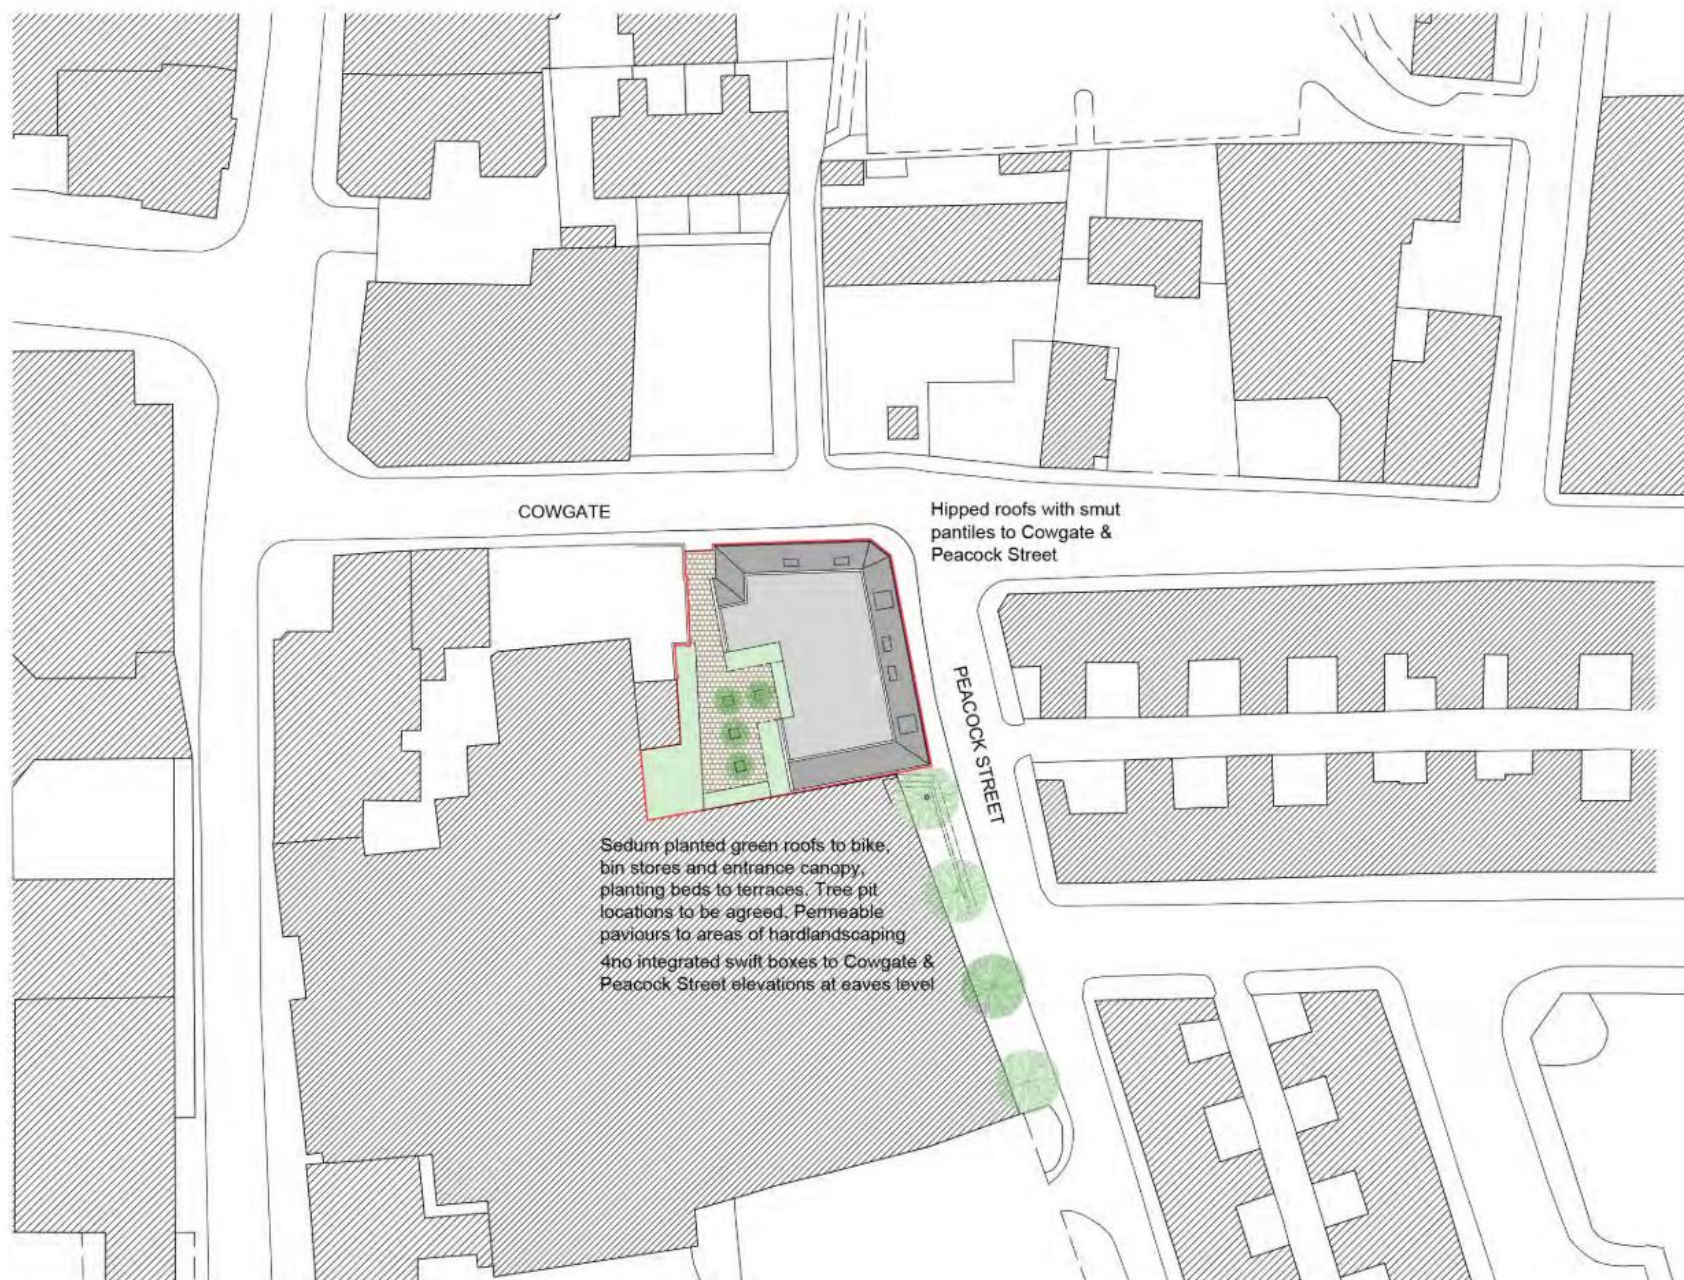 COWGATE
Hipped roofs with smut
pantiles to Cowgate &
Peacock Street
PEACOCK STREET
Sedum planted green roofs to bike,
bin stores and entrance canopy,
planting beds to terraces. Tree pit
locations to be agreed. Permeable
paviours to areas of hardlandscaping
4no integrated swift boxes to Cowgate &
Peacock Street elevations at eaves level